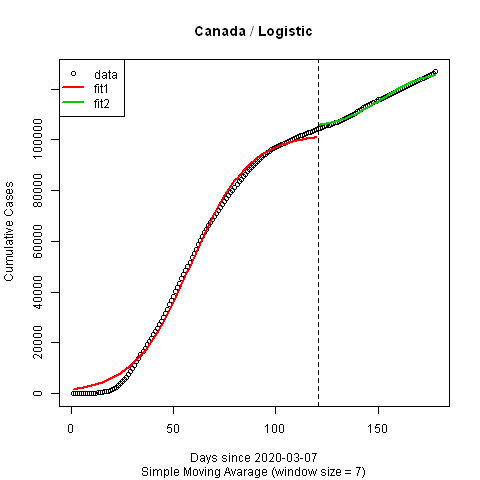 Canada / Logistic
data
fit1
fit2
Cumulative Cases
0
20000
40000
60000
80000
100000
0
50
100
150
Days since 2020-03-07
Simple Moving Avarage (window size = 7)